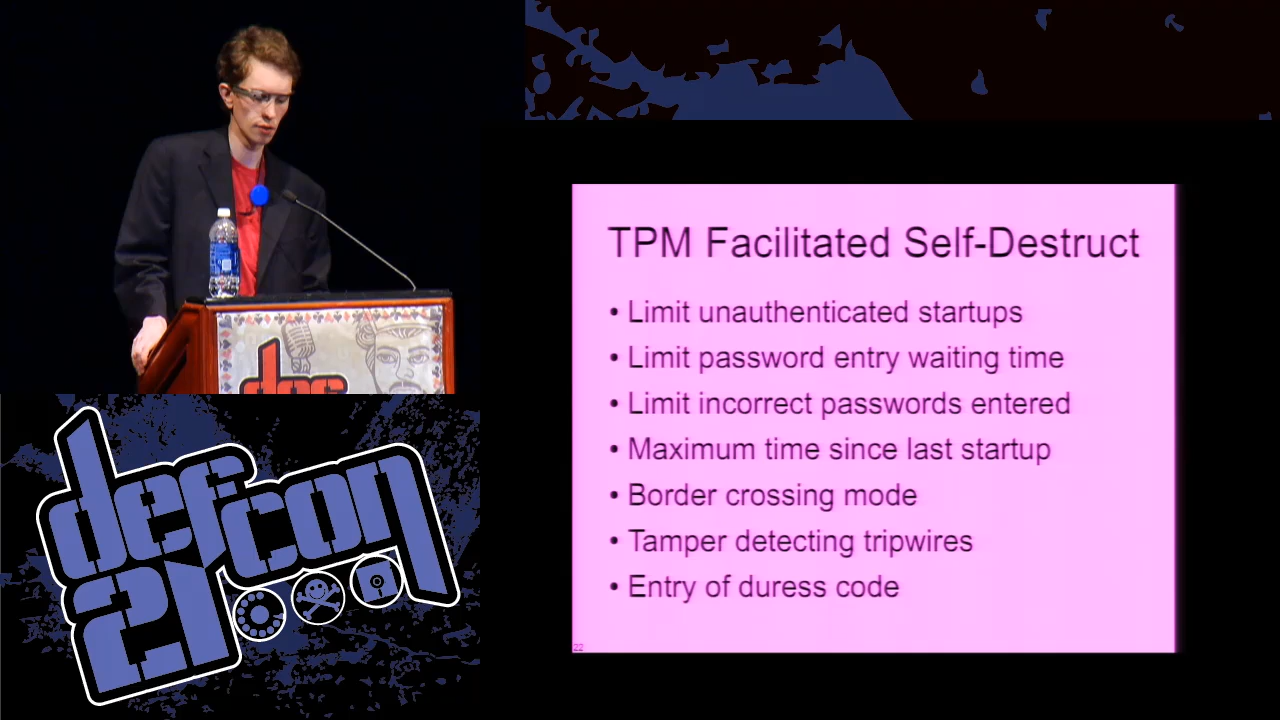 TPM Facilitated Self-Destruct
• Limit unauthenticated startups
• Limit password entry waiting time
• Limit incorrect passwords entered
• Maximum time since last startup
• Border crossing mode
• Tamper detecting tripwires
• Entry of duress code
22
defcon
21